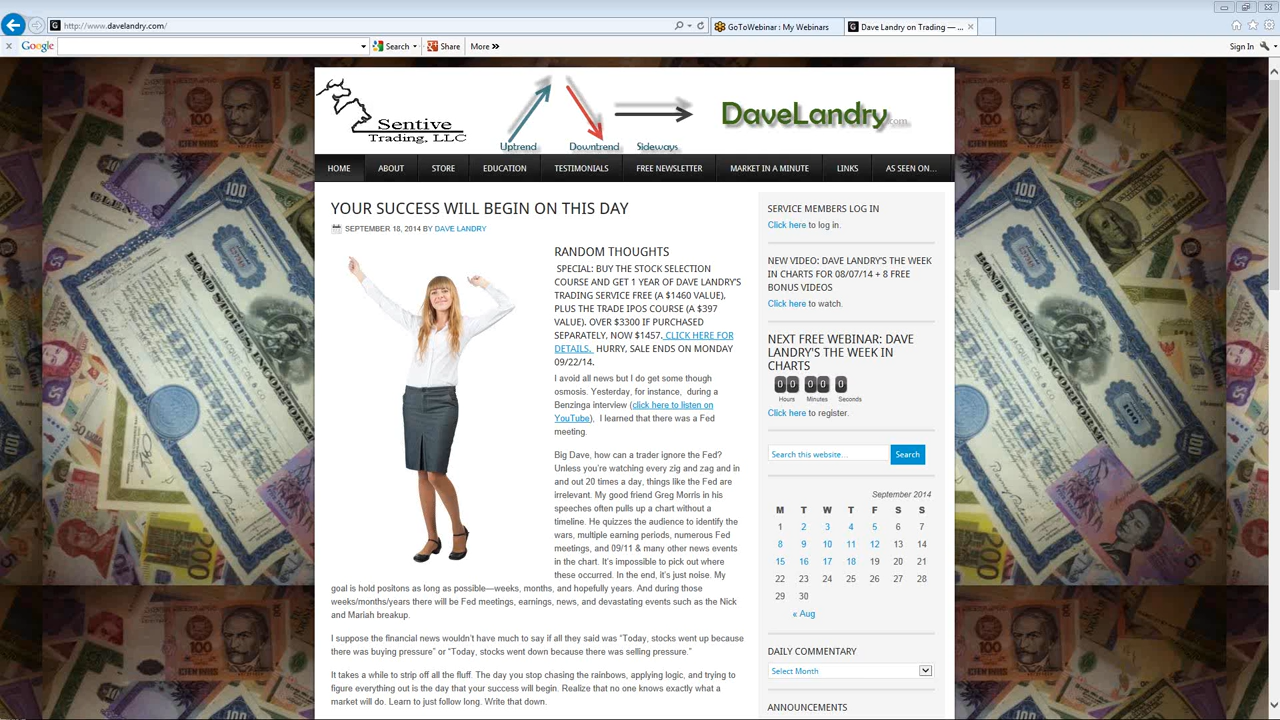 http://www.davelandry.com/
GoToWebinar : My Webinars
Dave Landry on Trading — ...
Google
Search
Share
More »
Sign In
Sentive
Trading, LLC
Uptrend
Downtrend
Sideways
DaveLandry.com
HOME
ABOUT
STORE
EDUCATION
TESTIMONIALS
FREE NEWSLETTER
MARKET IN A MINUTE
LINKS
AS SEEN ON...
YOUR SUCCESS WILL BEGIN ON THIS DAY
SEPTEMBER 18, 2014 BY DAVE LANDRY
RANDOM THOUGHTS
SPECIAL: BUY THE STOCK SELECTION
COURSE AND GET 1 YEAR OF DAVE LANDRY'S
TRADING SERVICE FREE (A $1460 VALUE),
PLUS THE TRADE IPOS COURSE (A $397
VALUE). OVER $3300 IF PURCHASED
SEPARATELY, NOW $1457. CLICK HERE FOR
DETAILS. HURRY, SALE ENDS ON MONDAY
09/22/14.
I avoid all news but I do get some though
osmosis. Yesterday, for instance, during a
Benzinga interview (click here to listen on
YouTube), I learned that there was a Fed
meeting.
Big Dave, how can a trader ignore the Fed?
Unless you're watching every zig and zag and in
and out 20 times a day, things like the Fed are
irrelevant. My good friend Greg Morris in his
speeches often pulls up a chart without a
timeline. He quizzes the audience to identify the
wars, multiple earning periods, numerous Fed
meetings, and 09/11 & many other news events
in the chart. It's impossible to pick out where
these occurred. In the end, it's just noise. My
goal is hold positons as long as possible—weeks, months, and hopefully years. And during those
weeks/months/years there will be Fed meetings, earnings, news, and devastating events such as the Nick
and Mariah breakup.
I suppose the financial news wouldn't have much to say if all they said was “Today, stocks went up because
there was buying pressure” or “Today, stocks went down because there was selling pressure.”
It takes a while to strip off all the fluff. The day you stop chasing the rainbows, applying logic, and trying to
figure everything out is the day that your success will begin. Realize that no one knows exactly what a
market will do. Learn to just follow long. Write that down.
SERVICE MEMBERS LOG IN
Click here to log in.
NEW VIDEO: DAVE LANDRY'S THE WEEK
IN CHARTS FOR 08/07/14 + 8 FREE
BONUS VIDEOS
Click here to watch.
NEXT FREE WEBINAR: DAVE
LANDRY'S THE WEEK IN
CHARTS
00 00 0
Hours Minutes Seconds
Click here to register.
Search this website… Search
September 2014
M T W T F S S
1 2 3 4 5 6 7
8 9 10 11 12 13 14
15 16 17 18 19 20 21
22 23 24 25 26 27 28
29 30
« Aug
DAILY COMMENTARY
Select Month
ANNOUNCEMENTS